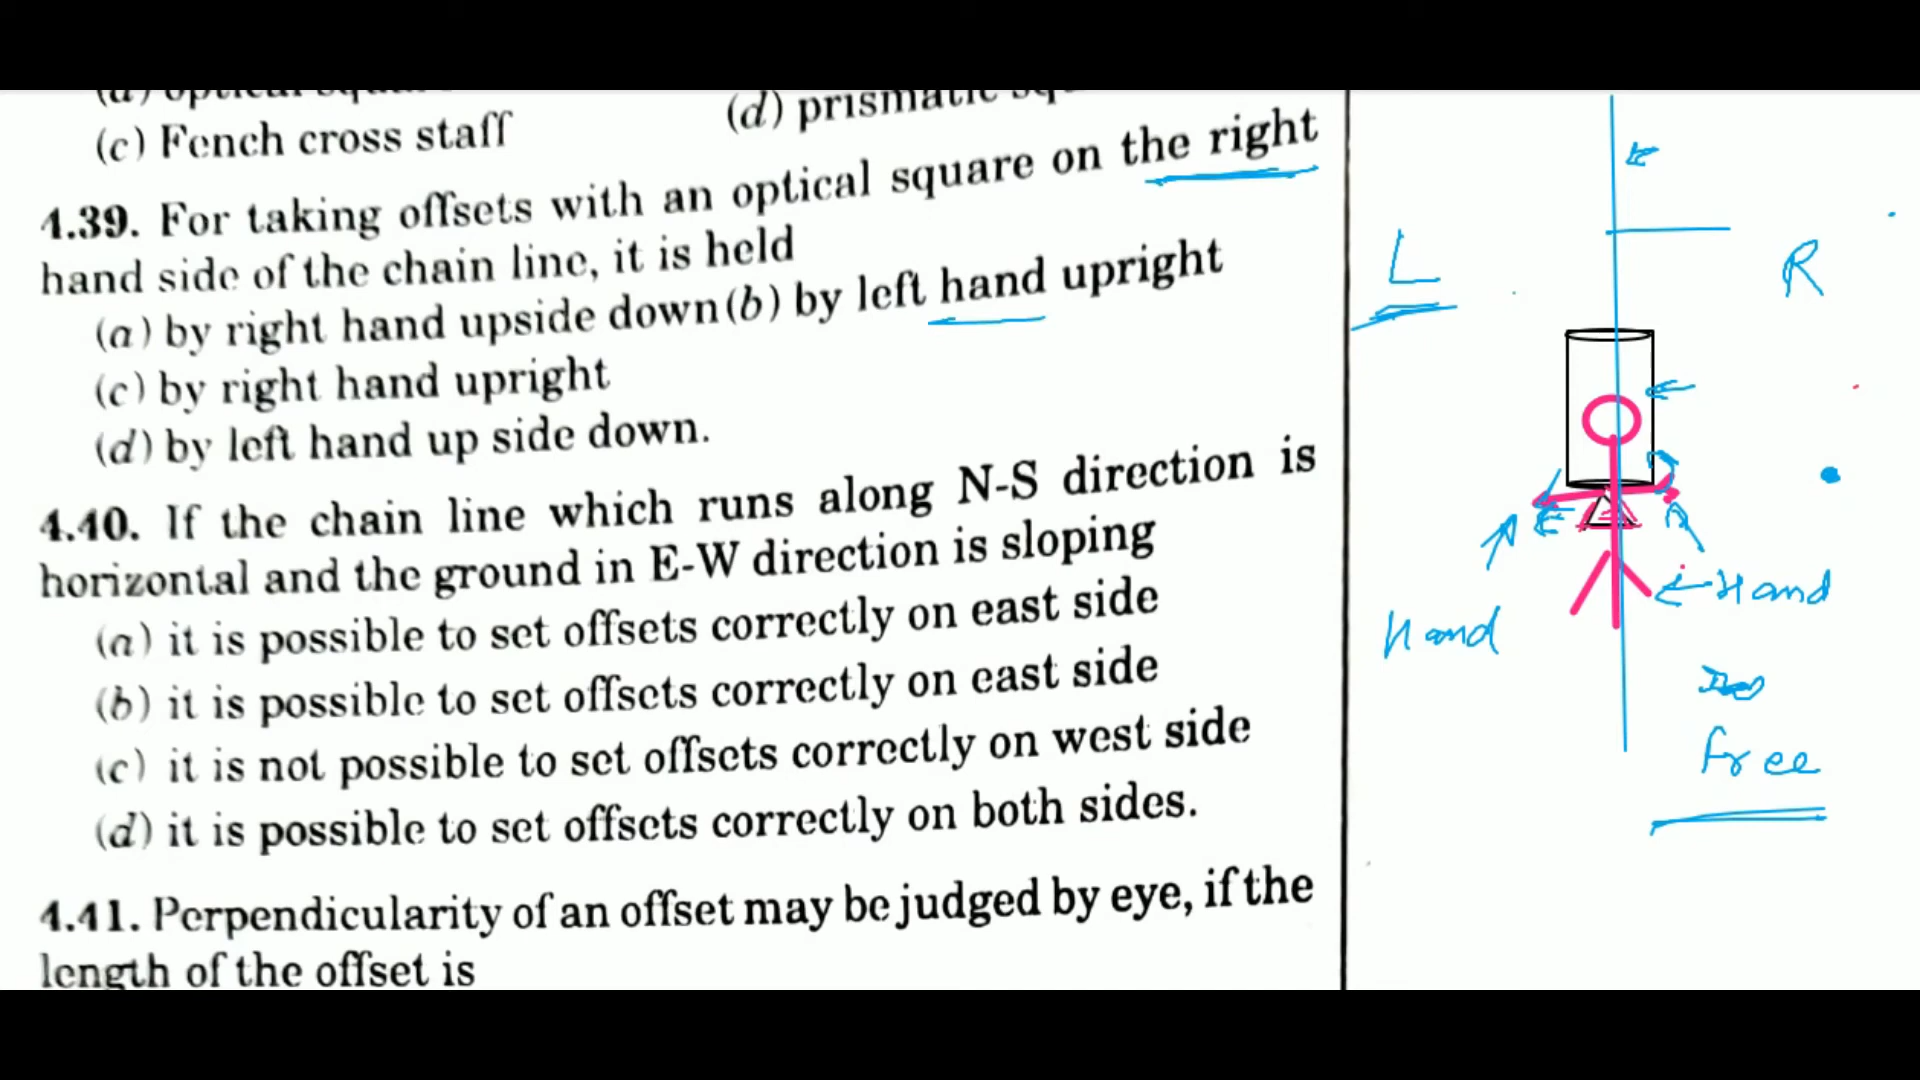 (c) Fench cross staff
(d) prismatic
4.39. For taking offsets with an optical square on the right
hand side of the chain line, it is held
(a) by right hand upside down (b) by left hand upright
(c) by right hand upright
(d) by left hand up side down.
4.40. If the chain line which runs along N-S direction is
horizontal and the ground in E-W direction is sloping
(a) it is possible to set offsets correctly on east side
(b) it is possible to set offsets correctly on east side
(c) it is not possible to set offsets correctly on west side
(d) it is possible to set offsets correctly on both sides.
4.41. Perpendicularity of an offset may be judged by eye, if the
length of the offset is
L
R
Hand
Hand
free